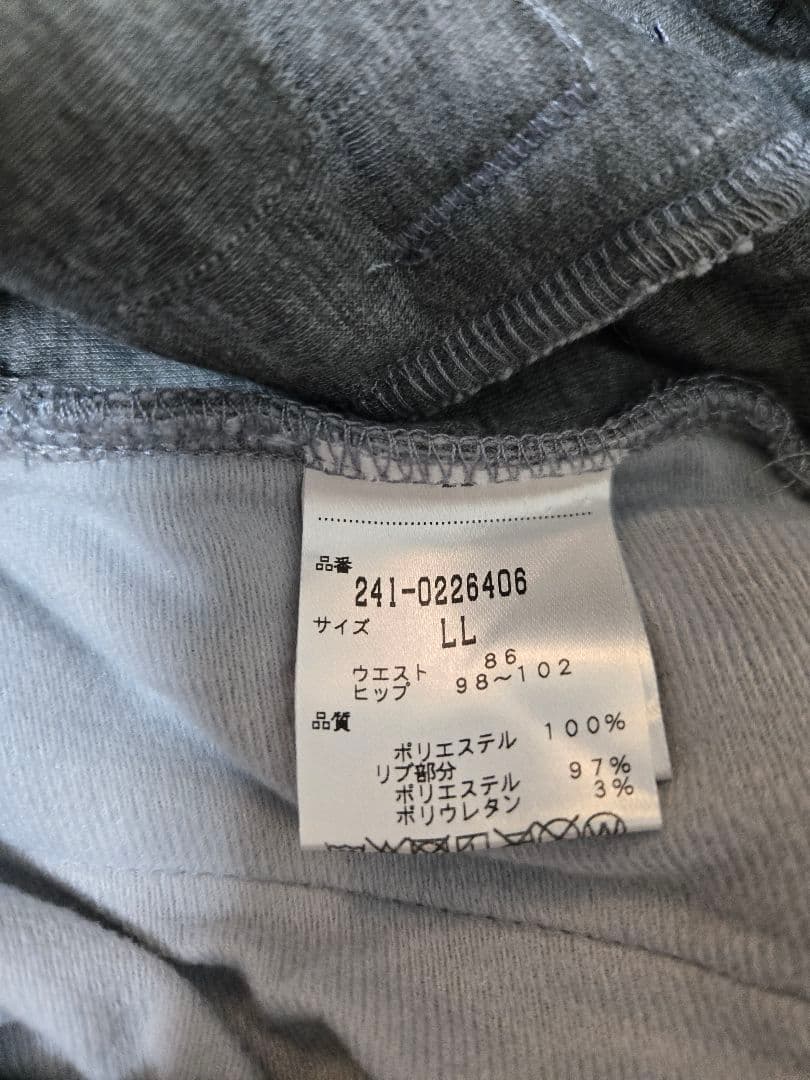 品番
241-0226406
サイズ LL
ウエスト 86
ヒップ 98～102
品質
ポリエステル 100%
リブ部分
ポリエステル 97%
ポリウレタン 3%